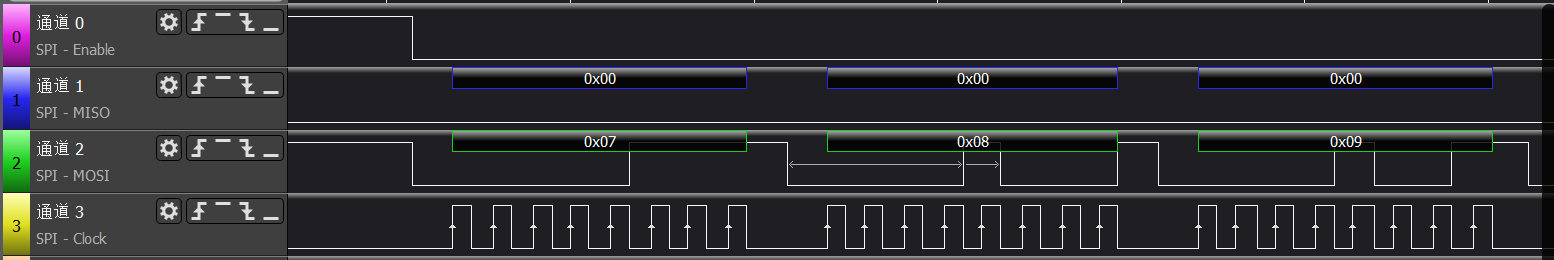 0
通道 0
SPI - Enable
1
通道 1
SPI - MISO
0x00
0x00
0x00
2
通道 2
SPI - MOSI
0x07
0x08
0x09
3
通道 3
SPI - Clock